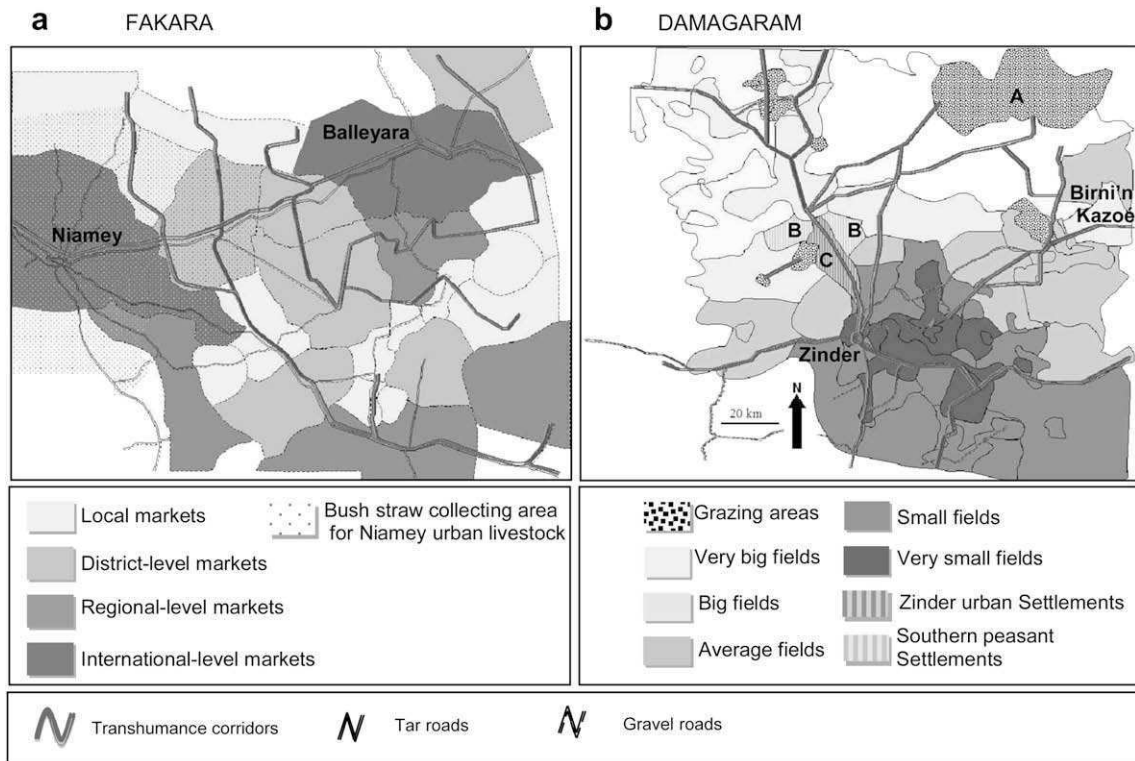 a FAKARA
b DAMAGARAM
Balleyara
Niamey
A
Birni'n
Kazoé
B
B
C
Zinder
N
20 km
Local markets
District-level markets
Regional-level markets
International-level markets
Bush straw collecting area
for Niamey urban livestock
Grazing areas
Very big fields
Big fields
Average fields
Small fields
Very small fields
Zinder urban Settlements
Southern peasant
Settlements
Transhumance corridors
Tar roads
Gravel roads